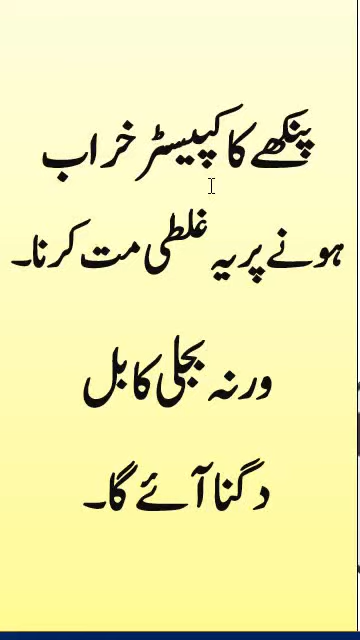 پنکھے کا کپیسٹر خراب
ہونے پر یہ غلطی مت کرنا۔
ورنہ بجلی کا بل
دگنا آئے گا۔